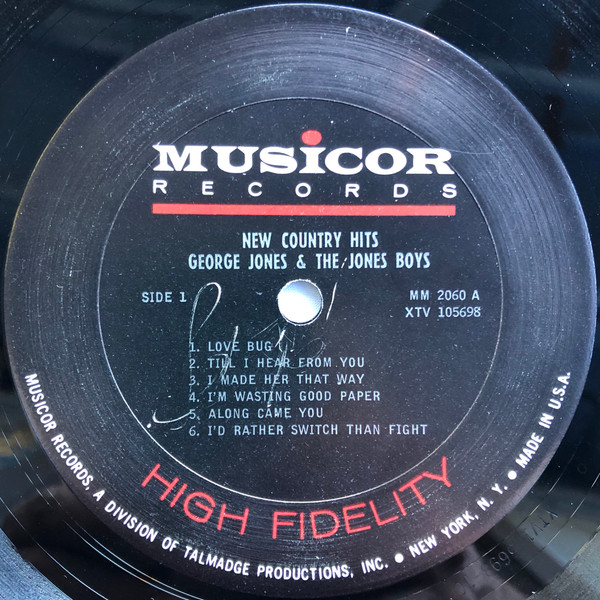 MUSiCOR
RECORDS
NEW COUNTRY HITS
GEORGE JONES & THE JONES BOYS
SIDE 1
MM 2060 A
XTV 105698
1. LOVE BUG
2. TILL I HEAR FROM YOU
3. I MADE HER THAT WAY
4. I'M WASTING GOOD PAPER
5. ALONG CAME YOU
6. I'D RATHER SWITCH THAN FIGHT
HIGH FIDELITY
MUSICOR RECORDS, A DIVISION OF TALMADGE PRODUCTIONS, INC. ● NEW YORK, N. Y. ● MADE IN U.S.A.